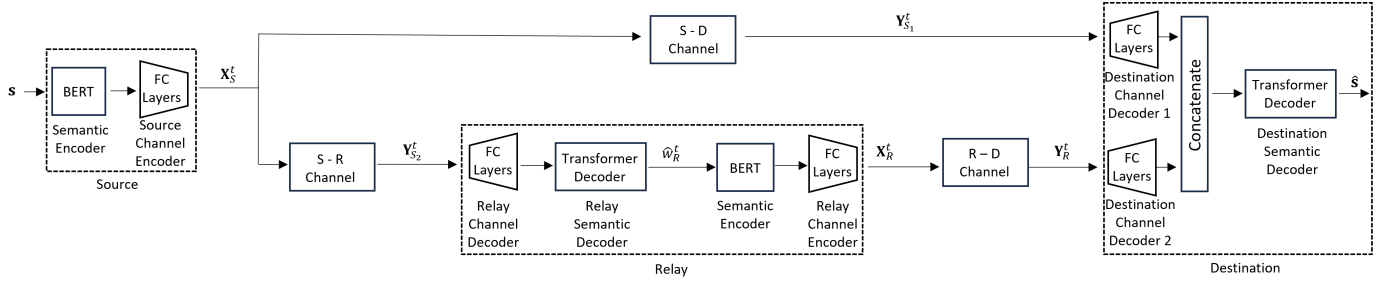 s
BERT
Semantic
Encoder
FC
Layers
Source
Channel
Encoder
Source
X_S^t
S - D
Channel
Y_{S_1}^t
S - R
Channel
Y_{S_2}^t
FC
Layers
Relay
Channel
Decoder
Transformer
Decoder
Relay
Semantic
Decoder
ŵ_R^t
BERT
Semantic
Encoder
FC
Layers
Relay
Channel
Encoder
Relay
X_R^t
R – D
Channel
Y_R^t
FC
Layers
Destination
Channel
Decoder 1
FC
Layers
Destination
Channel
Decoder 2
Concatenate
Transformer
Decoder
Destination
Semantic
Decoder
ŝ
Destination